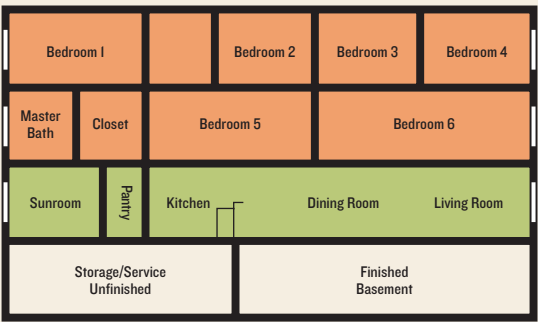 Bedroom 1
Bedroom 2
Bedroom 3
Bedroom 4
Master
Bath
Closet
Bedroom 5
Bedroom 6
Sunroom
Pantry
Kitchen
Dining Room
Living Room
Storage/Service
Unfinished
Finished
Basement